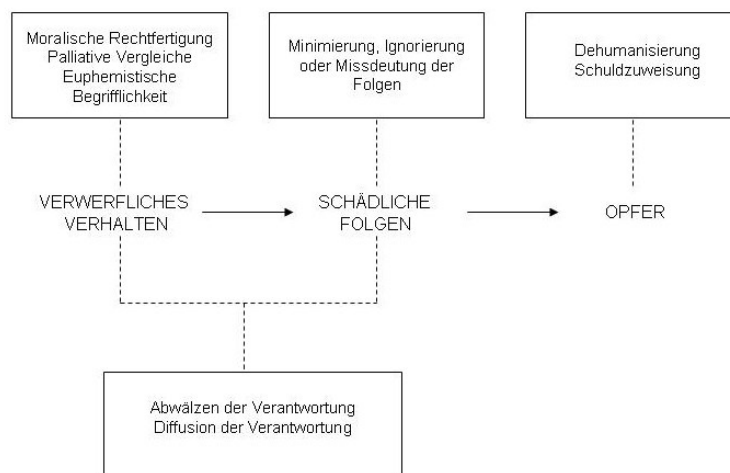 Moralische Rechtfertigung
Palliative Vergleiche
Euphemistische
Begrifflichkeit
Minimierung, Ignorierung
oder Missdeutung der
Folgen
Dehumanisierung
Schuldzuweisung
VERWERFLICHES
VERHALTEN
SCHÄDLICHE
FOLGEN
OPFER
Abwälzen der Verantwortung
Diffusion der Verantwortung